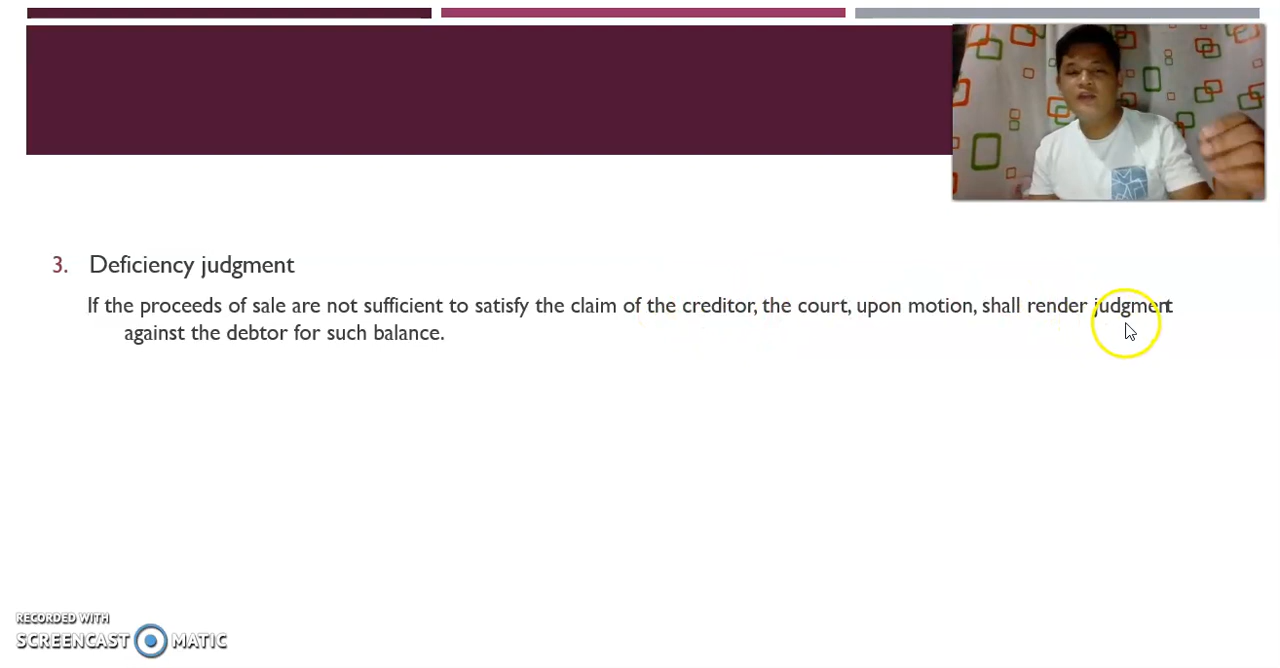 3. Deficiency judgment
If the proceeds of sale are not sufficient to satisfy the claim of the creditor, the court, upon motion, shall render judgment
against the debtor for such balance.
RECORDED WITH
SCREENCAST MATIC